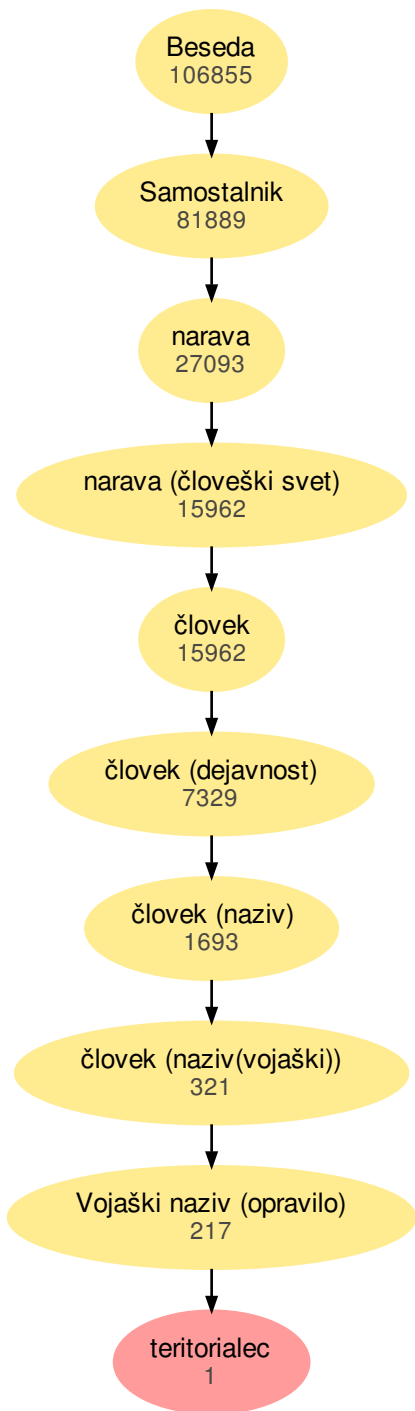 Beseda
106855
Samostalnik
81889
narava
27093
narava (človeški svet)
15962
človek
15962
človek (dejavnost)
7329
človek (naziv)
1693
človek (naziv(vojaški))
321
Vojaški naziv (opravilo)
217
teritorialec
1